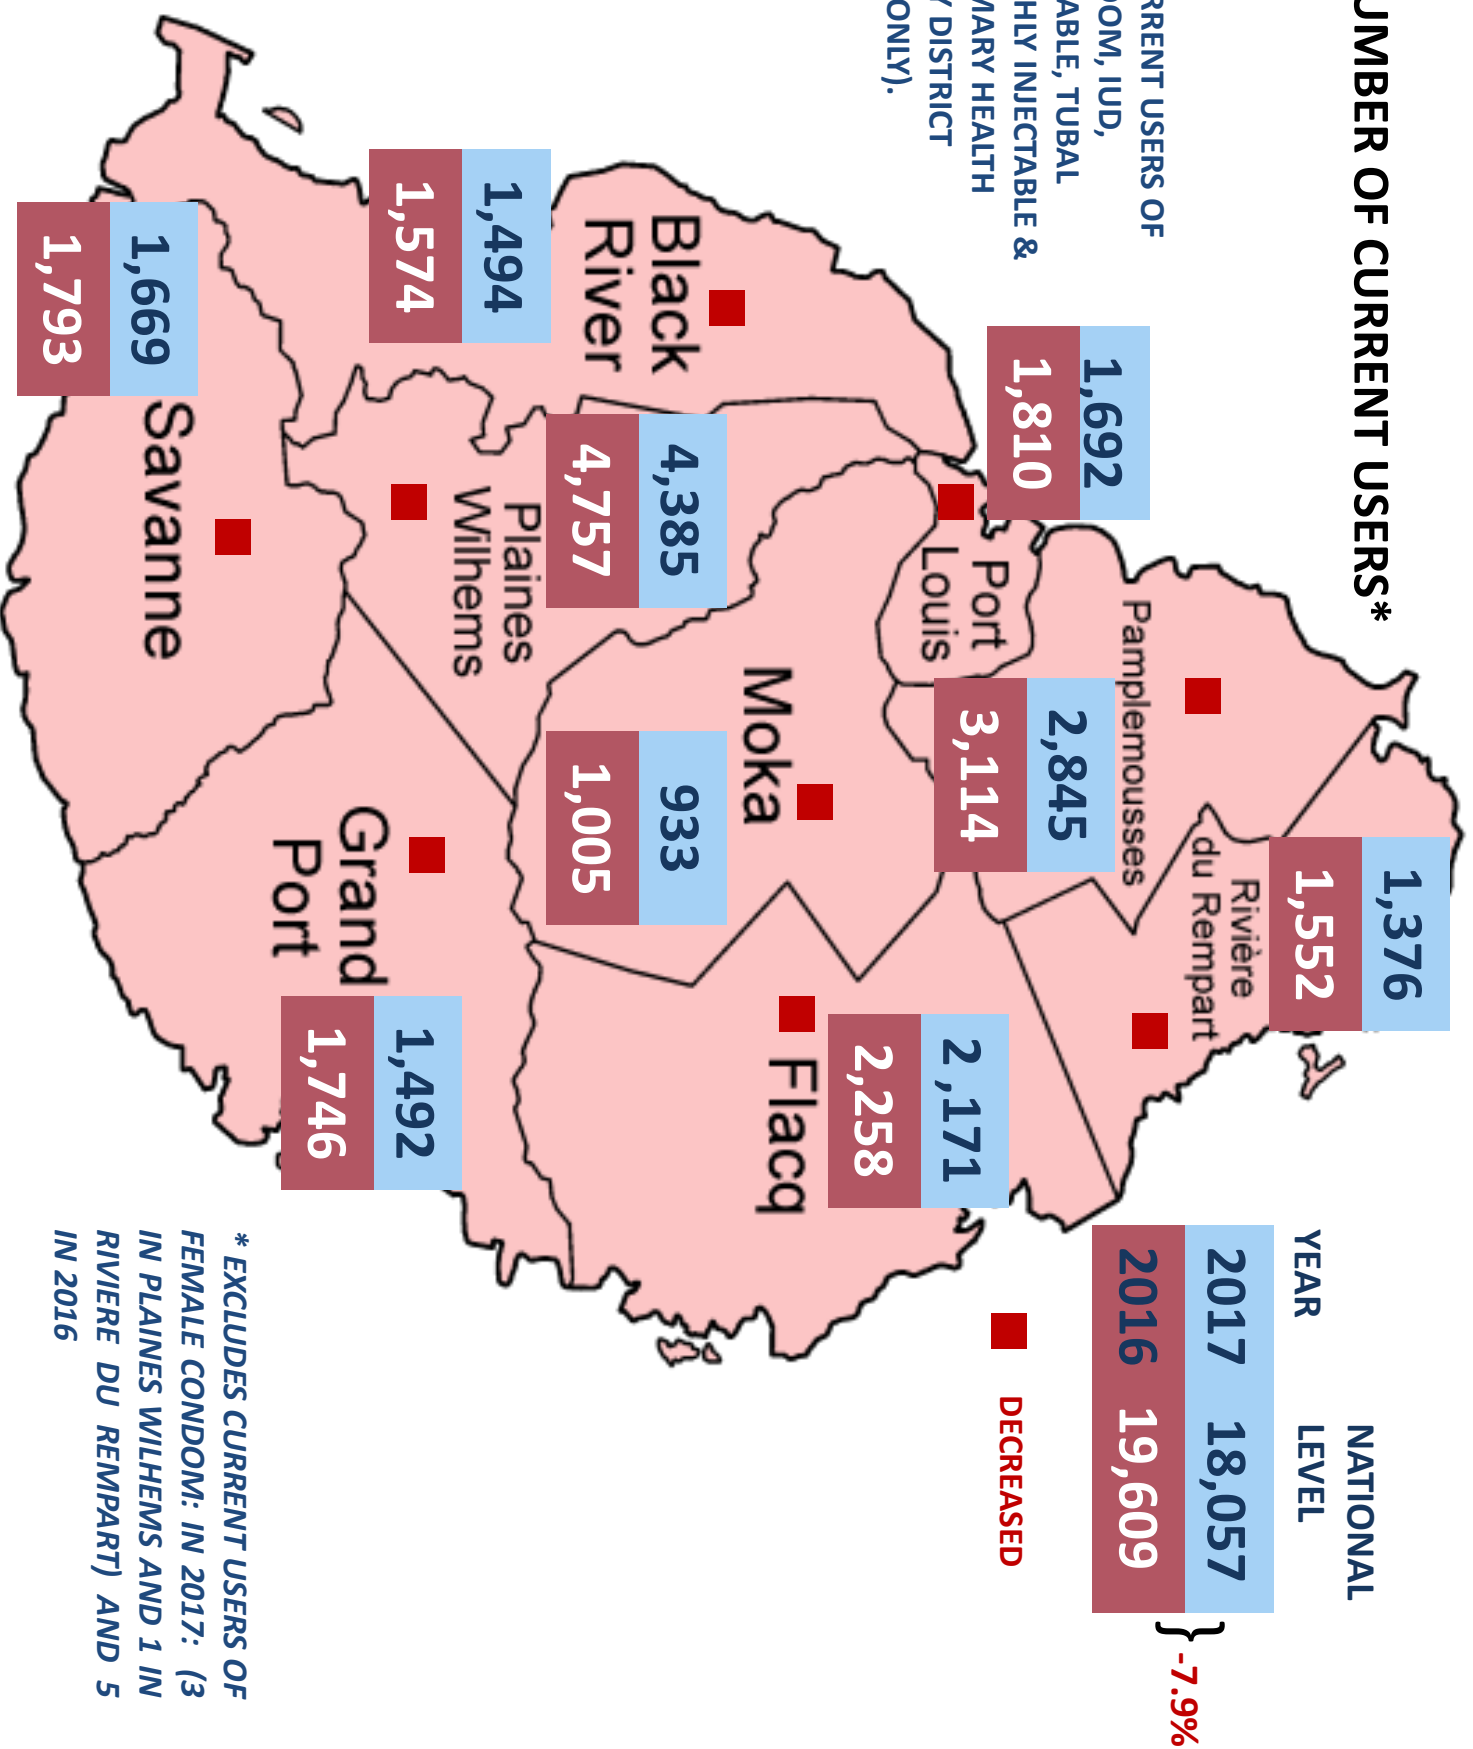 UMBER OF CURRENT USERS*
RRENT USERS OF
OOM, IUD,
ABLE, TUBAL
HLY INJECTABLE &
MARY HEALTH
Y DISTRICT
ONLY).
YEAR
NATIONAL
LEVEL
2017 18,057
2016 19,609
-7.9%
DECREASED
1,376
1,552
Rivière
du Rempart
Pamplemousses
2,845
3,114
1,692
1,810
Port
Louis
2 ,171
2,258
Flacq
Moka
933
1,005
4,385
4,757
Plaines
Wilhems
Black
River
1,494
1,574
1,492
1,746
Grand
Port
Savanne
1,669
1,793
* EXCLUDES CURRENT USERS OF
FEMALE CONDOM: IN 2017: (3
IN PLAINES WILHEMS AND 1 IN
RIVIERE DU REMPART) AND 5
IN 2016